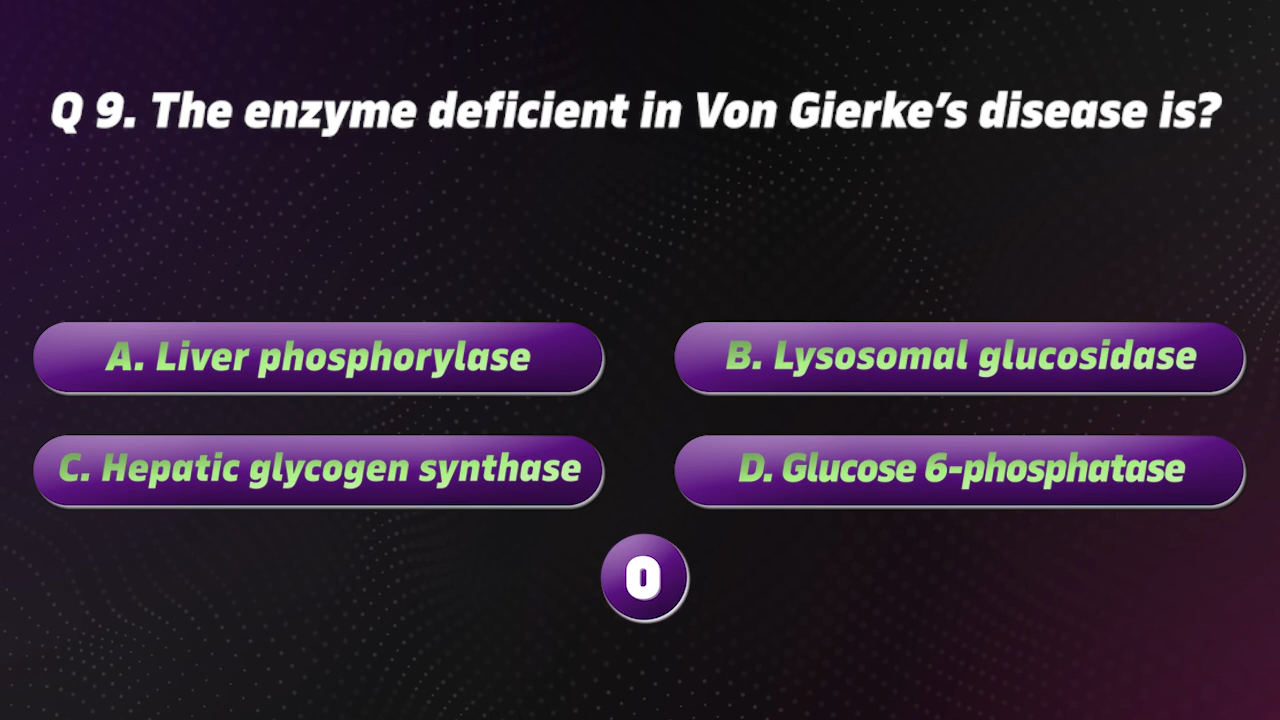 Q 9. The enzyme deficient in Von Gierke’s disease is?
A. Liver phosphorylase
B. Lysosomal glucosidase
C. Hepatic glycogen synthase
D. Glucose 6-phosphatase
0